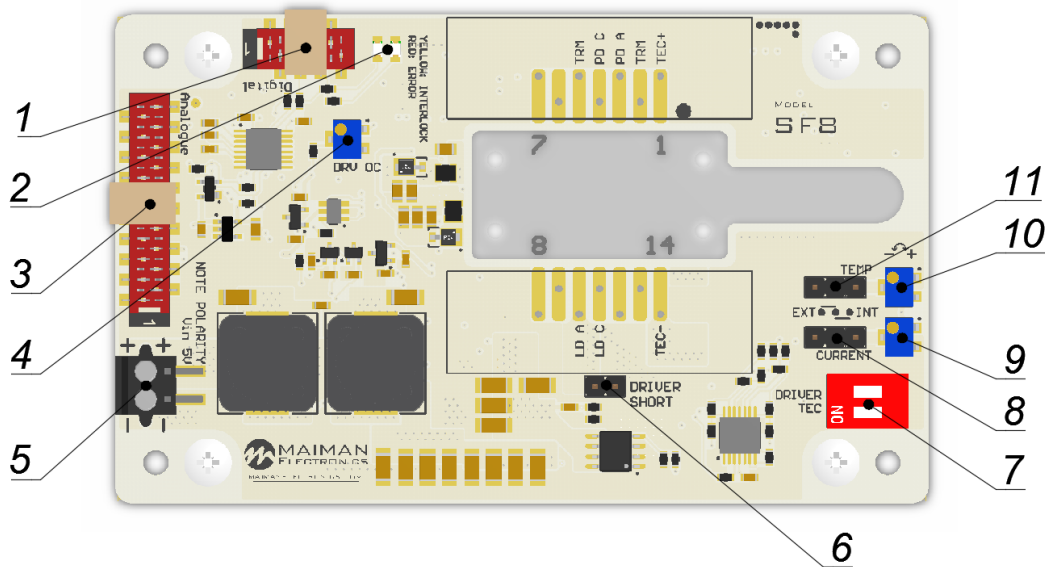 1
2
3
4
5
6
7
8
9
10
11
1
Digital
YELLOW: INTERLOCK
RED: ERROR
Analogue
DRV OC
TRM
PD C
PD A
TRM
TEC+
MODEL
SF8
7
1
8
14
NOTE POLARITY
Vin 5V
1
+ +
LD A
LD C
TEC-
TEMP
- +
EXT
INT
CURRENT
DRIVER
SHORT
DRIVER
TEC
ON
MAIMAN
ELECTRONICS